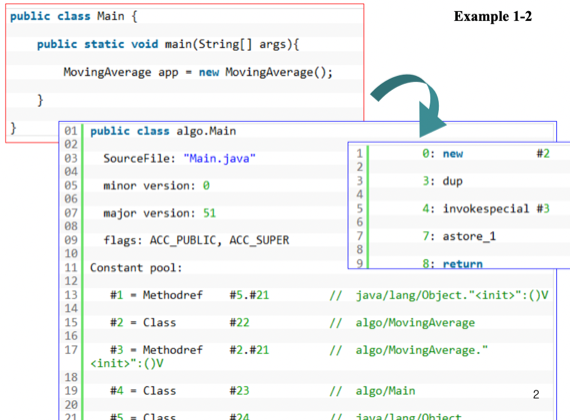 public class Main {
Example 1-2
public static void main(String[] args){
MovingAverage app = new MovingAverage();
}
}
01 public class algo.Main
02
03 SourceFile: "Main.java"
04
05 minor version: 0
06
07 major version: 51
08
09 flags: ACC_PUBLIC, ACC_SUPER
10
11 Constant pool:
12
13 #1 = Methodref #5.#21 // java/lang/Object."<init>":()V
14
15 #2 = Class #22 // algo/MovingAverage
16
17 #3 = Methodref #2.#21 // algo/MovingAverage."
<init>":()V
18
19 #4 = Class #23 // algo/Main
20
21 #5 = Class #24 // java/lang/Object
1 0: new #2
2
3 3: dup
4
5 4: invokespecial #3
6
7 7: astore_1
8
9 8: return
2